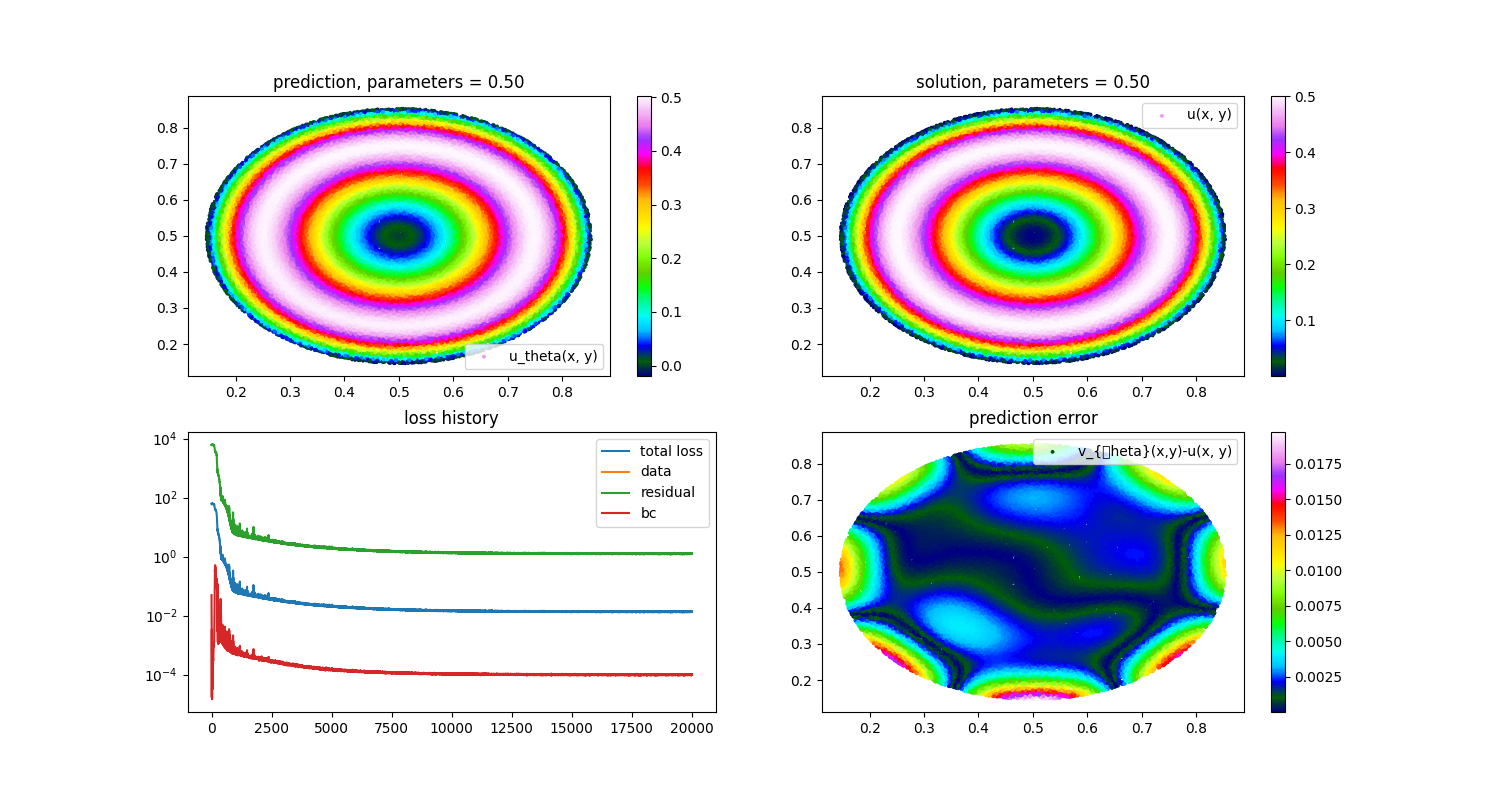 prediction, parameters = 0.50
solution, parameters = 0.50
0.8
0.7
0.6
0.5
0.4
0.3
0.2
0.2 0.3 0.4 0.5 0.6 0.7 0.8
u_theta(x, y)
0.5
0.4
0.3
0.2
0.1
0.0
0.8
0.7
0.6
0.5
0.4
0.3
0.2
0.2 0.3 0.4 0.5 0.6 0.7 0.8
u(x, y)
0.5
0.4
0.3
0.2
0.1
loss history
10^4
10^2
10^0
10^−2
10^−4
0 2500 5000 7500 10000 12500 15000 17500 20000
total loss
data
residual
bc
prediction error
0.8
0.7
0.6
0.5
0.4
0.3
0.2
0.2 0.3 0.4 0.5 0.6 0.7 0.8
v_{▯heta}(x,y)-u(x, y)
0.0175
0.0150
0.0125
0.0100
0.0075
0.0050
0.0025